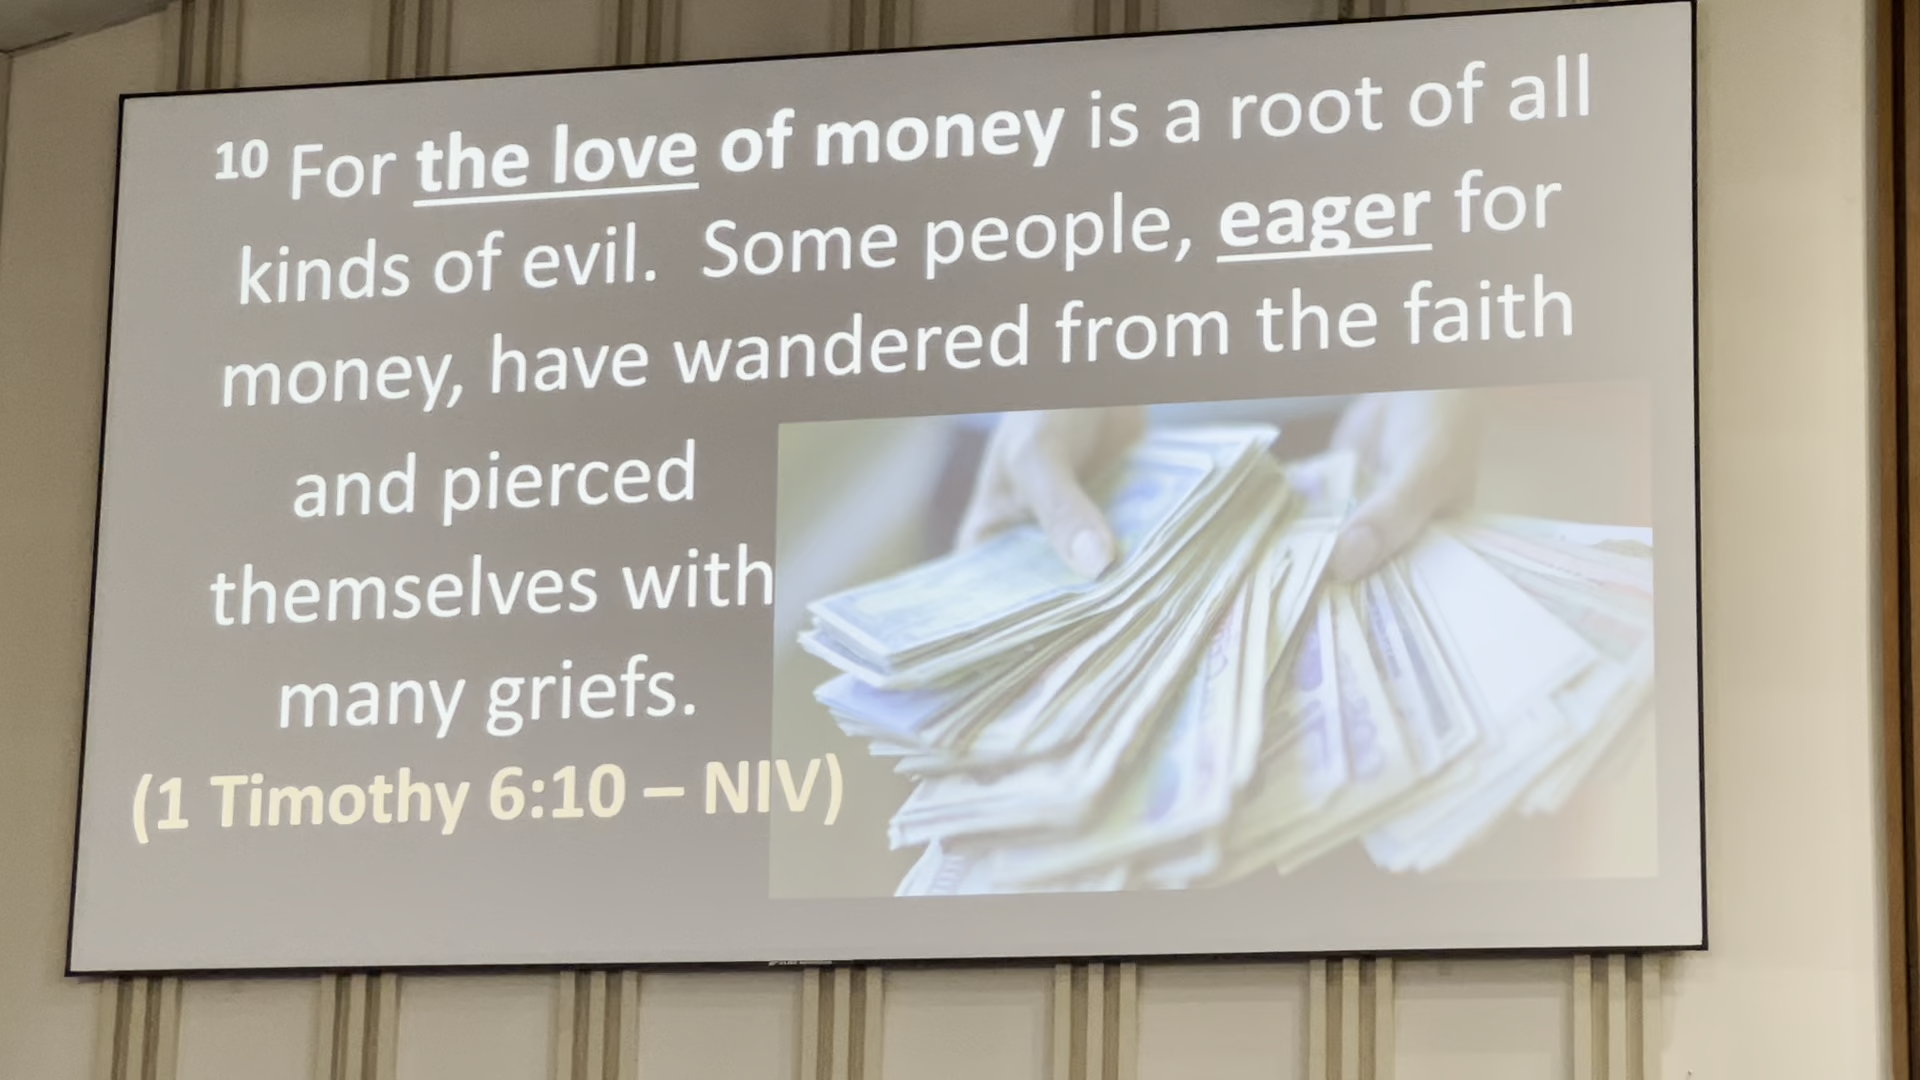 10 For the love of money is a root of all
kinds of evil. Some people, eager for
money, have wandered from the faith
and pierced
themselves with
many griefs.
(1 Timothy 6:10 – NIV)